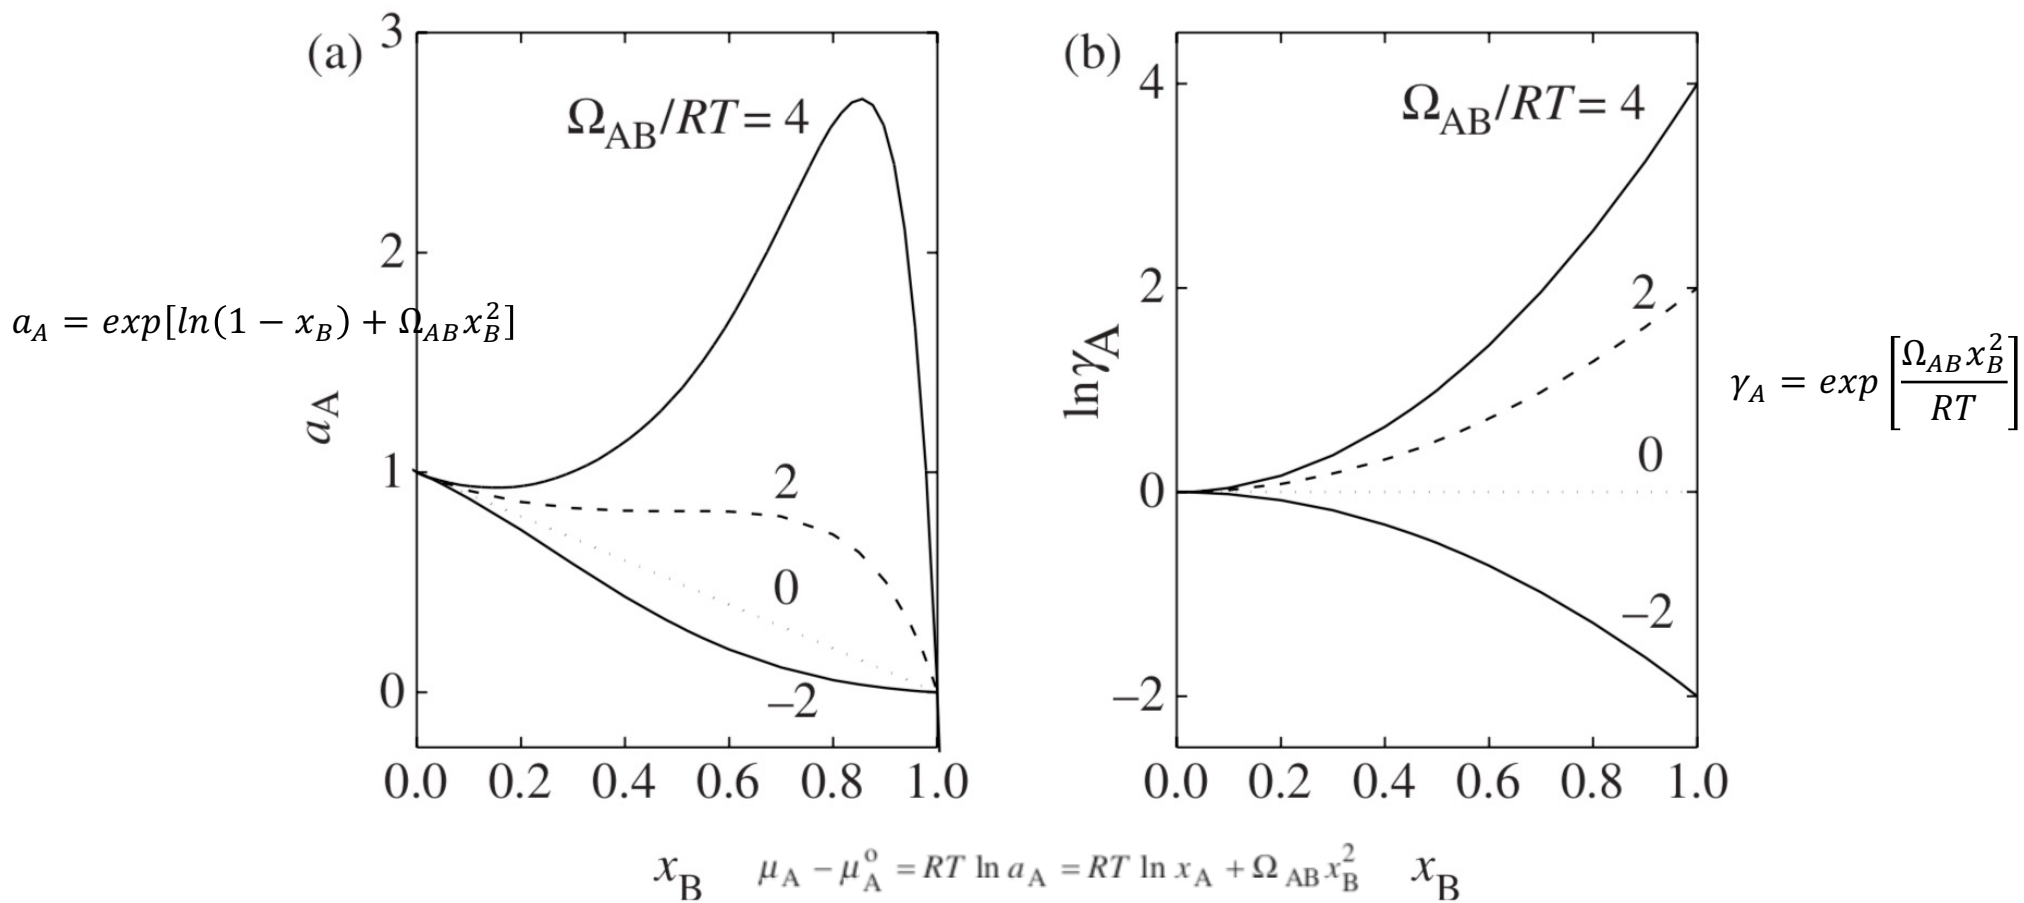 (a)
3
2
1
0
a_A
Ω_AB/RT = 4
2
0
−2
0.0 0.2 0.4 0.6 0.8 1.0
x_B
a_A = exp[ln(1 − x_B) + Ω_AB x_B^2]
(b)
4
2
0
−2
lnγ_A
Ω_AB/RT = 4
2
0
−2
0.0 0.2 0.4 0.6 0.8 1.0
x_B
γ_A = exp[Ω_AB x_B^2 / RT]
μ_A − μ_A^o = RT ln a_A = RT ln x_A + Ω_AB x_B^2